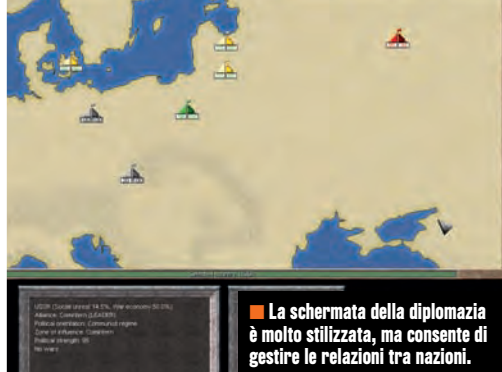 USSR (Social unrest 14.5%, War economy 50.0%)
Alliance: Comintern (LEADER)
Political orientation: Communist regime
Zone of influence: Comintern
Political strength: 88
No wars
■ La schermata della diplomazia
è molto stilizzata, ma consente di
gestire le relazioni tra nazioni.